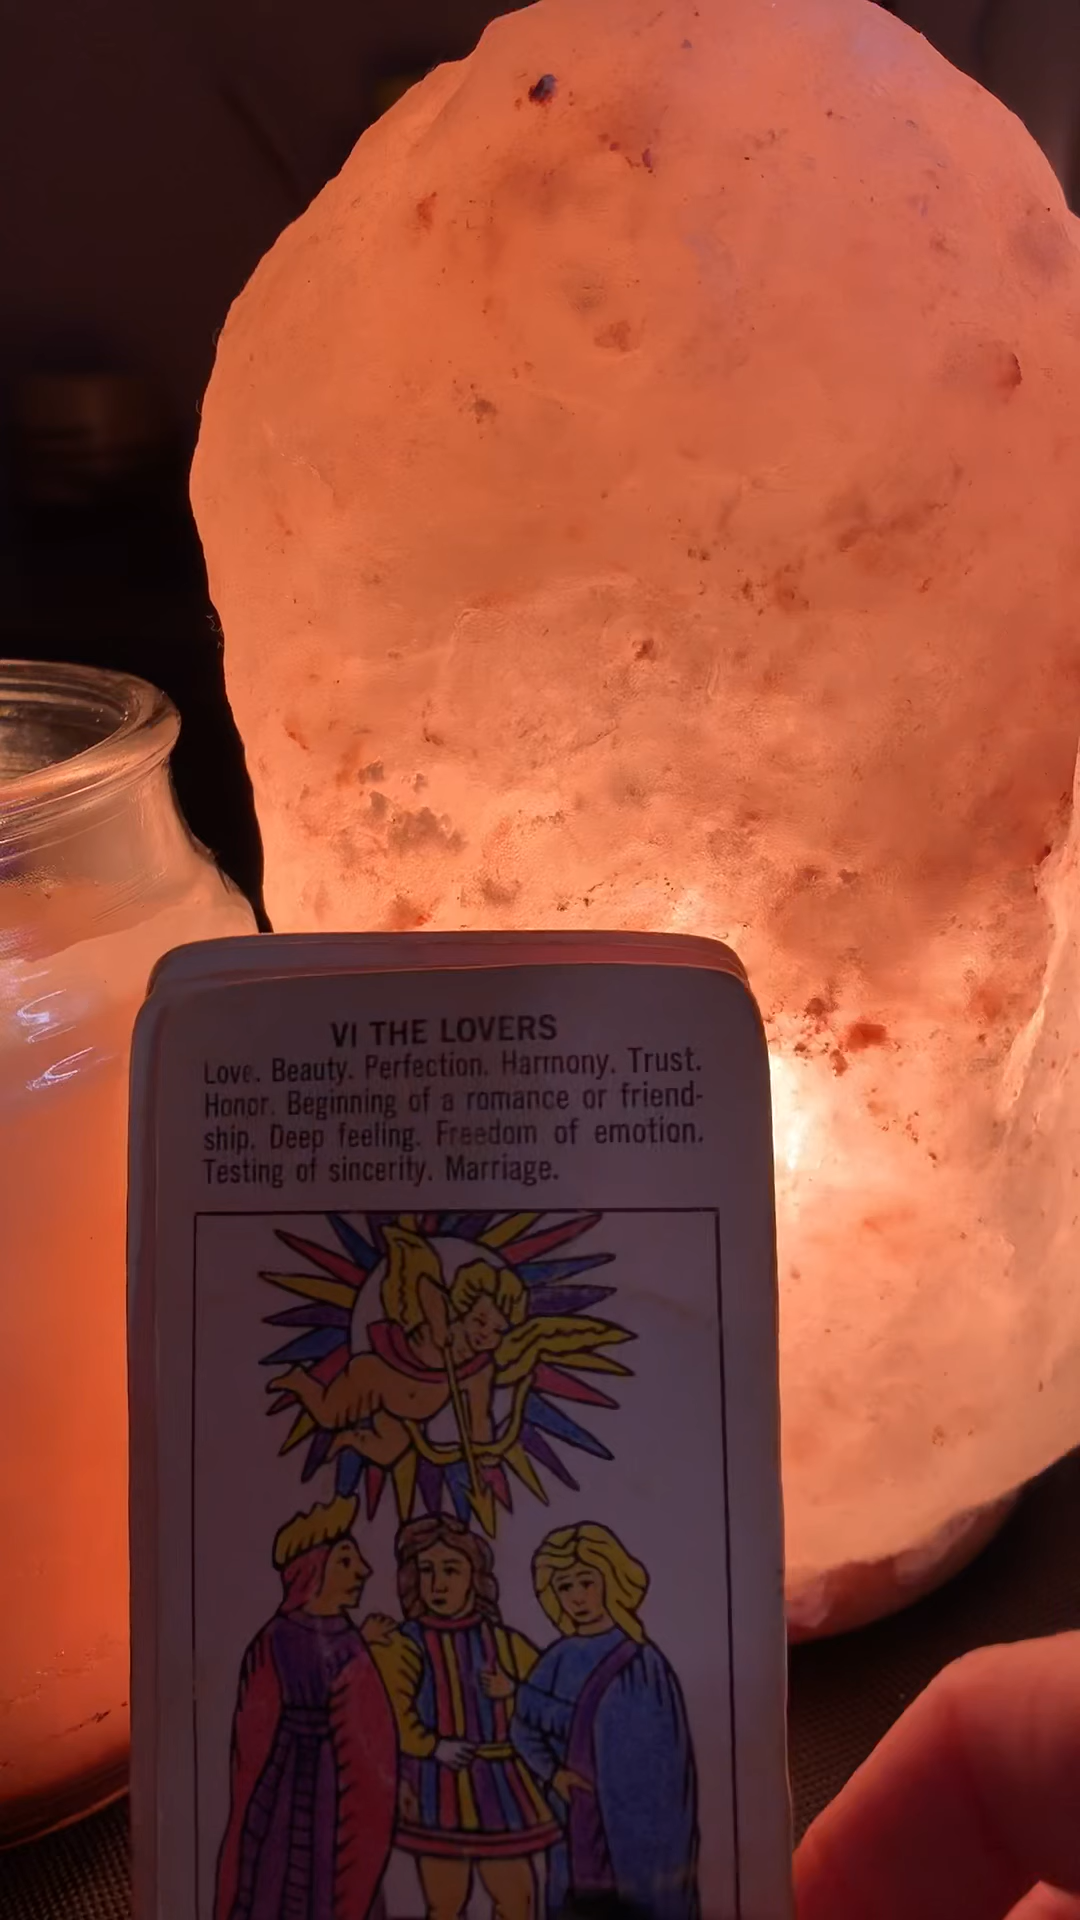 VI THE LOVERS
Love. Beauty. Perfection. Harmony. Trust.
Honor. Beginning of a romance or friend-
ship. Deep feeling. Freedom of emotion.
Testing of sincerity. Marriage.